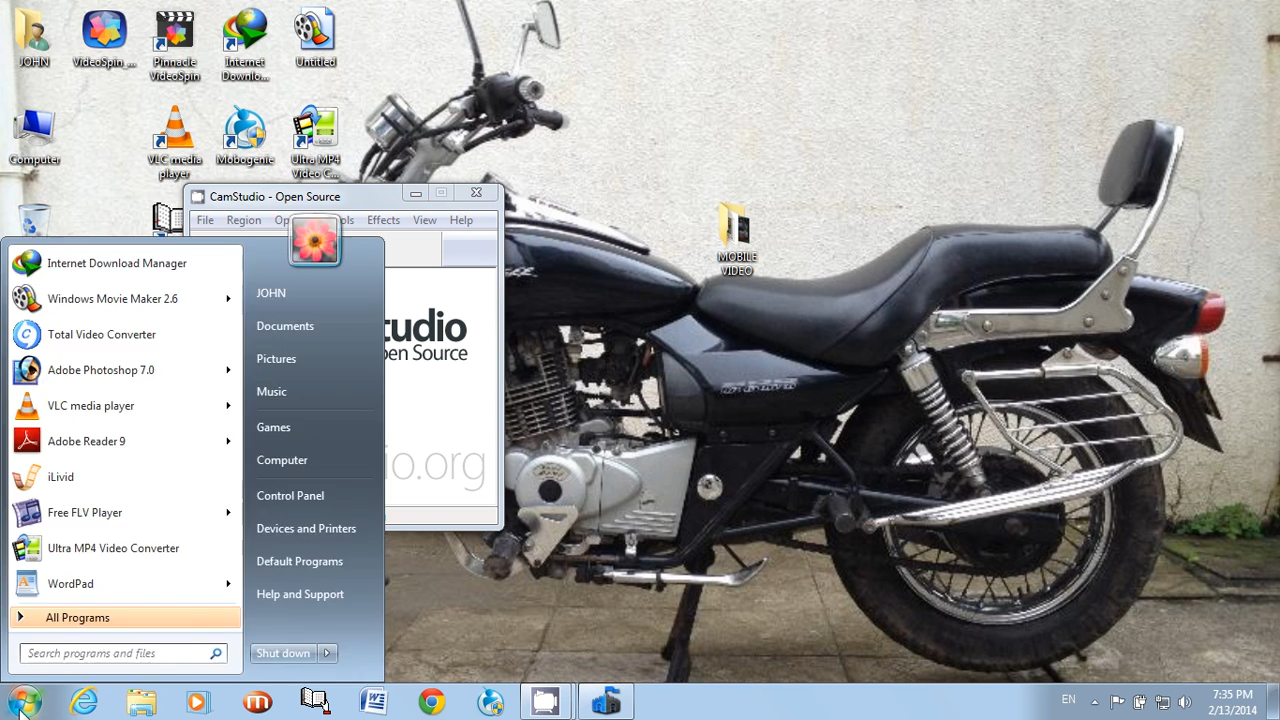 JOHN
VideoSpin_...
Pinnacle
VideoSpin
Internet
Downlo...
Untitled
Computer
VLC media
player
Mobogenie
Ultra MP4
Video C...
CamStudio - Open Source
File Region Op ols Effects View Help
MOBILE
VIDEO
tudio
pen Source
io.org
Internet Download Manager
Windows Movie Maker 2.6
Total Video Converter
Adobe Photoshop 7.0
VLC media player
Adobe Reader 9
iLivid
Free FLV Player
Ultra MP4 Video Converter
WordPad
All Programs
Search programs and files
JOHN
Documents
Pictures
Music
Games
Computer
Control Panel
Devices and Printers
Default Programs
Help and Support
Shut down
EN
7:35 PM
2/13/2014